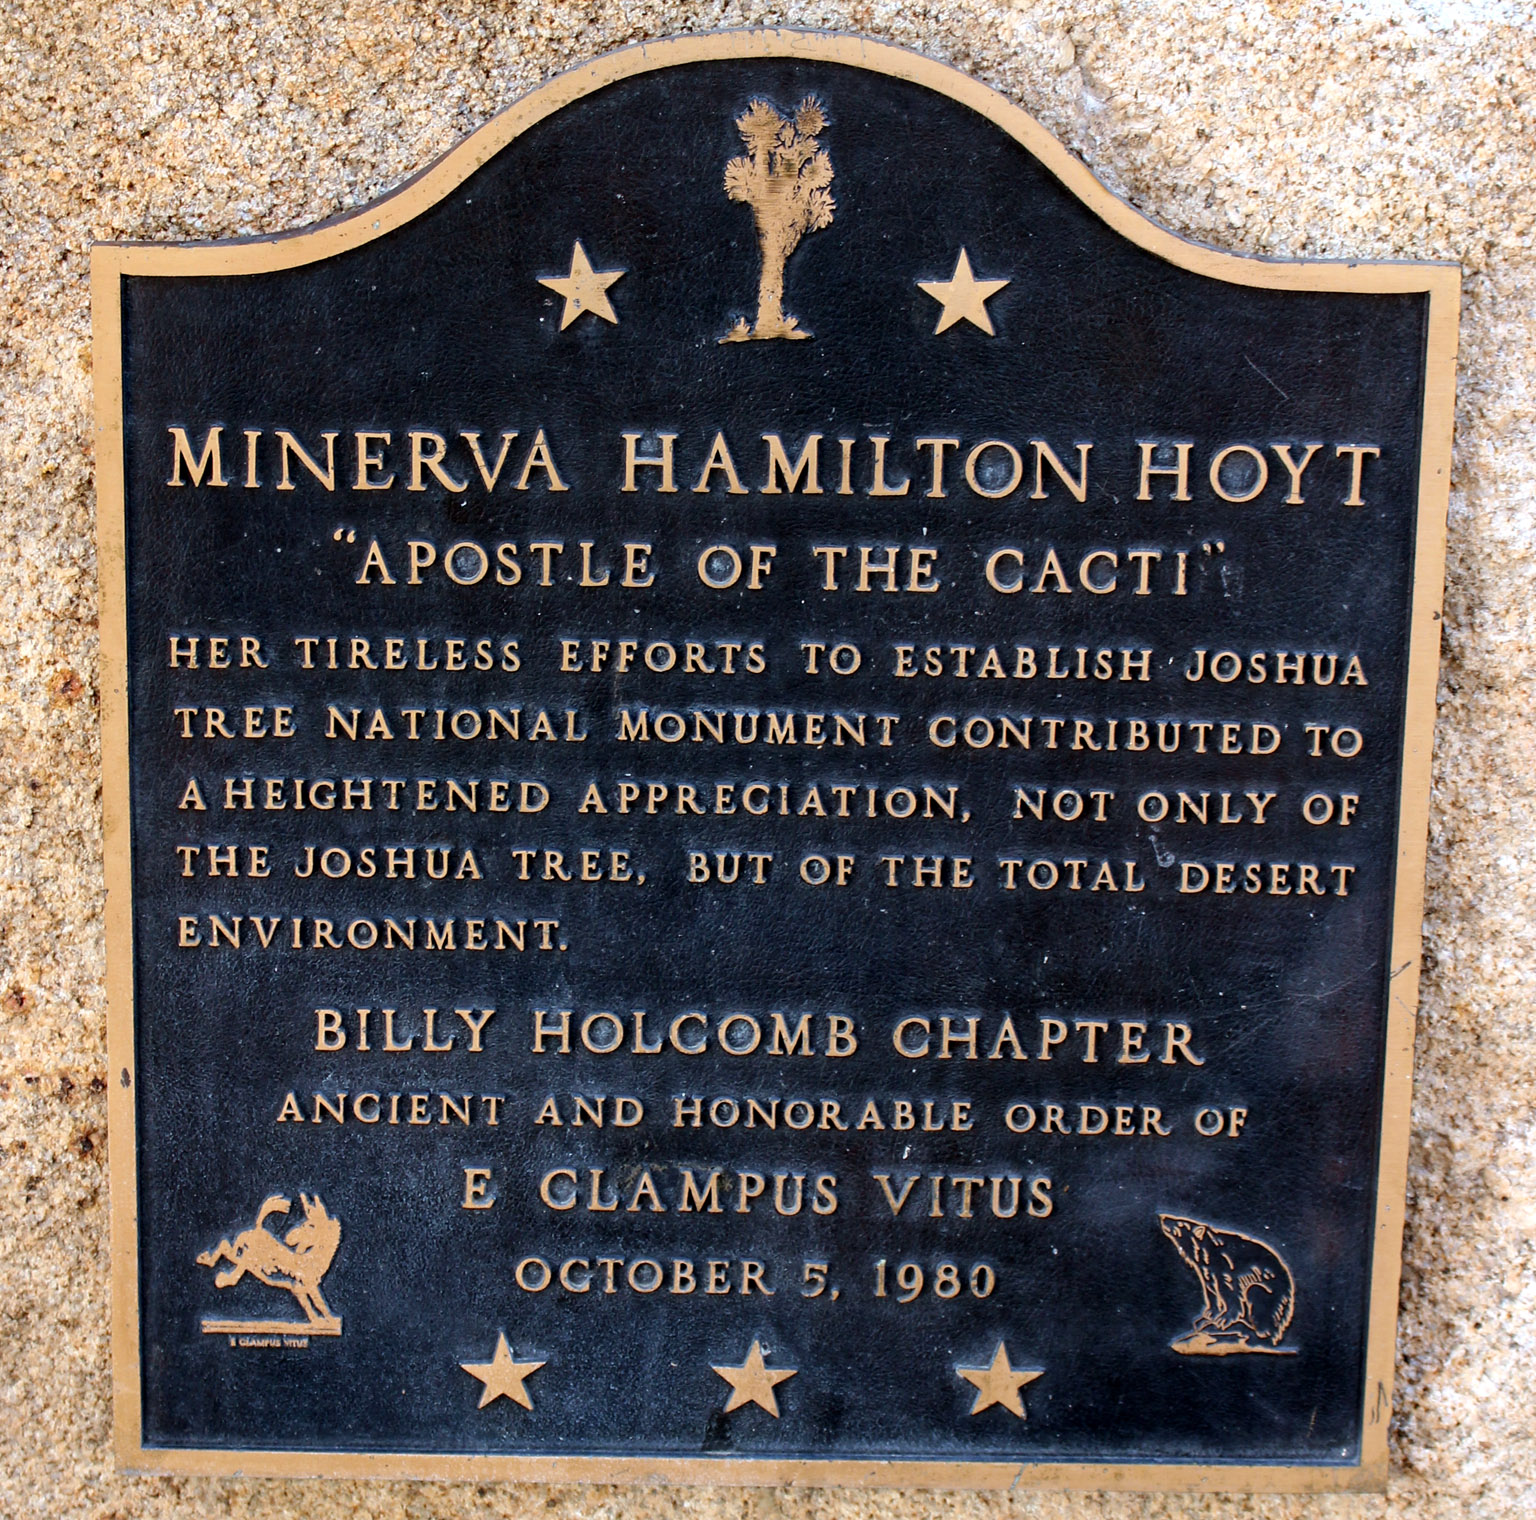 MINERVA HAMILTON HOYT
"APOSTLE OF THE CACTI"
HER TIRELESS EFFORTS TO ESTABLISH JOSHUA
TREE NATIONAL MONUMENT CONTRIBUTED TO
A HEIGHTENED APPRECIATION, NOT ONLY OF
THE JOSHUA TREE, BUT OF THE TOTAL DESERT
ENVIRONMENT.
BILLY HOLCOMB CHAPTER
ANCIENT AND HONORABLE ORDER OF
E CLAMPUS VITUS
OCTOBER 5, 1980
E CLAMPUS VITUS